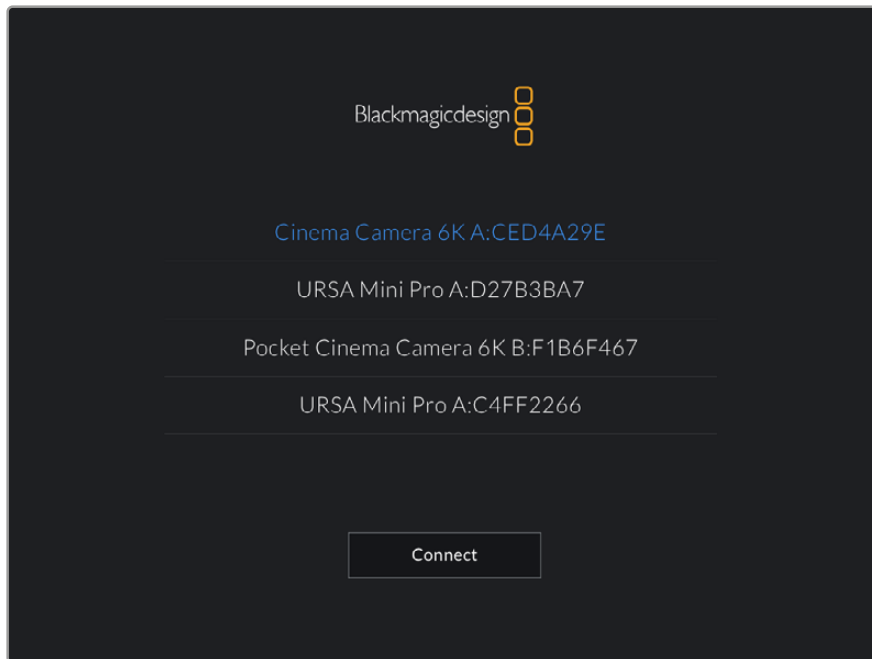 Blackmagicdesign
Cinema Camera 6K A:CED4A29E
URSA Mini Pro A:D27B3BA7
Pocket Cinema Camera 6K B:F1B6F467
URSA Mini Pro A:C4FF2266
Connect